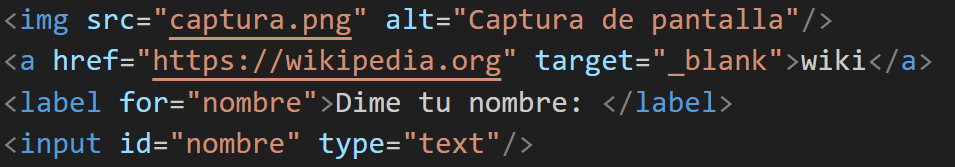 <img src="captura.png" alt="Captura de pantalla"/>
<a href="https://wikipedia.org" target="_blank">wiki</a>
<label for="nombre">Dime tu nombre: </label>
<input id="nombre" type="text"/>